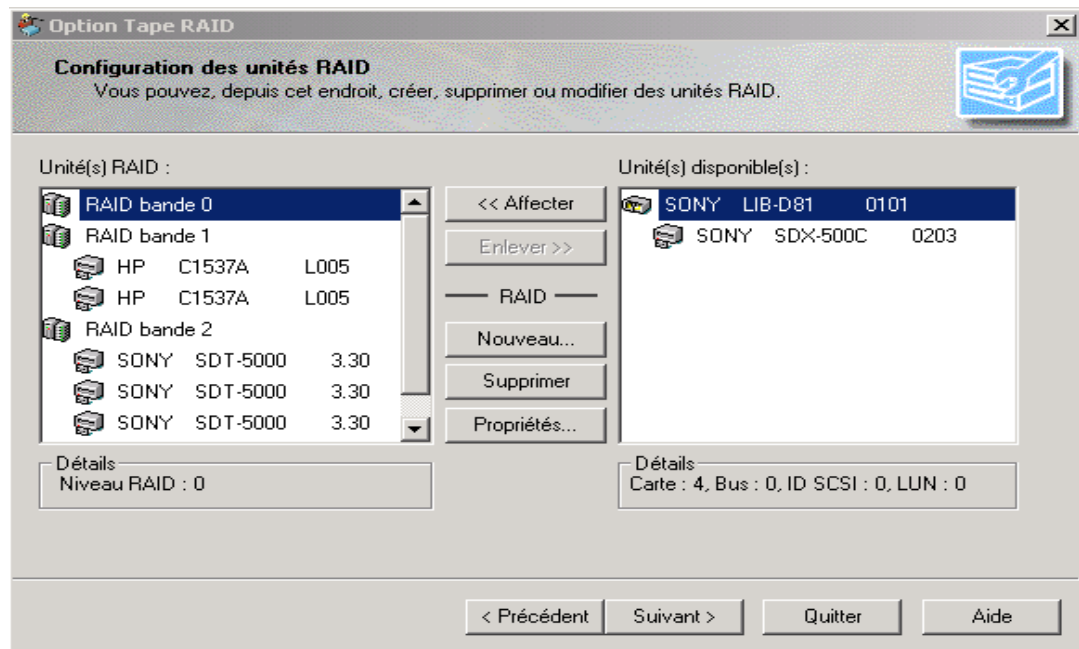 Option Tape RAID
Configuration des unités RAID
Vous pouvez, depuis cet endroit, créer, supprimer ou modifier des unités RAID.
Unité(s) RAID :
RAID bande 0
RAID bande 1
HP C1537A L005
HP C1537A L005
RAID bande 2
SONY SDT-5000 3.30
SONY SDT-5000 3.30
SONY SDT-5000 3.30
Détails
Niveau RAID : 0
<< Affecter
Enlever >>
RAID
Nouveau...
Supprimer
Propriétés...
Unité(s) disponible(s) :
SONY LIB-D81 0101
SONY SDX-500C 0203
Détails
Carte : 4, Bus : 0, ID SCSI : 0, LUN : 0
< Précédent
Suivant >
Quitter
Aide